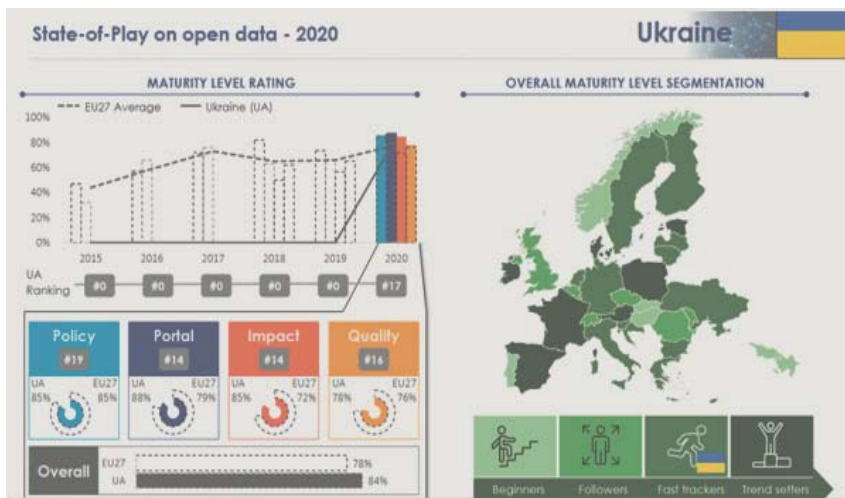 State-of-Play on open data - 2020
Ukraine
MATURITY LEVEL RATING
EU27 Average
Ukraine (UA)
100%
80%
60%
40%
20%
0%
2015 2016 2017 2018 2019 2020
UA Ranking
#0 #0 #0 #0 #0 #17
Policy
#19
UA 85%
EU27 85%
Portal
#14
UA 88%
EU27 79%
Impact
#14
UA 85%
EU27 72%
Quality
#16
UA 78%
EU27 76%
Overall
EU27 78%
UA 84%
OVERALL MATURITY LEVEL SEGMENTATION
Beginners
Followers
Fast trackers
Trend setters